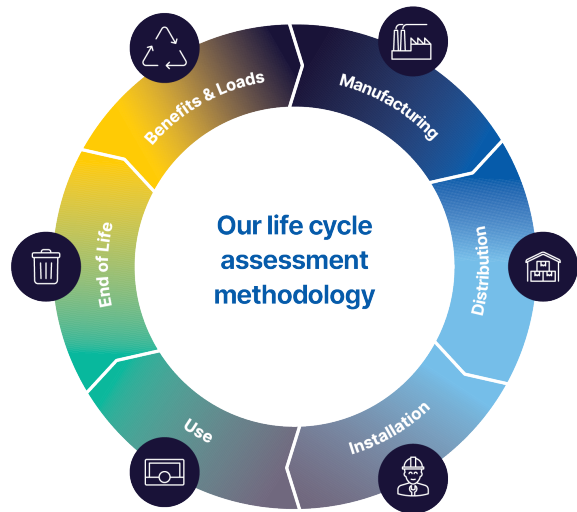 Our life cycle
assessment
methodology
Manufacturing
Distribution
Installation
Use
End of Life
Benefits & Loads